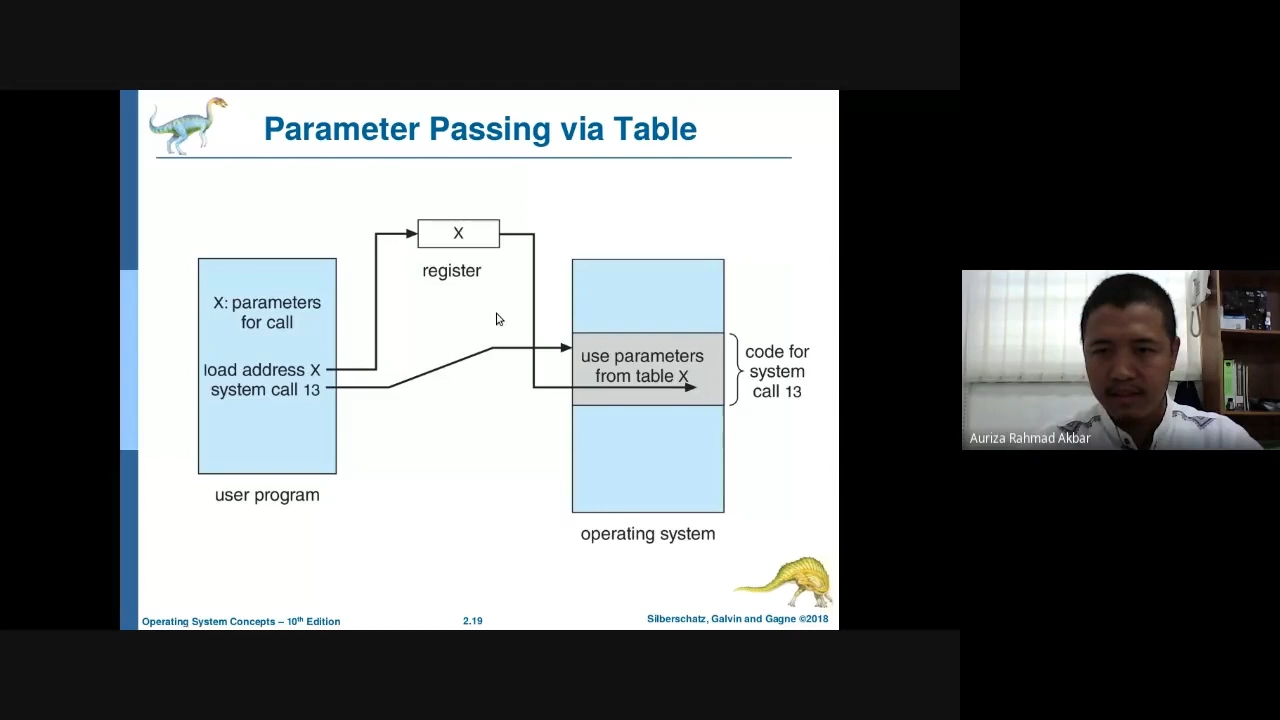 Parameter Passing via Table
X
register
X: parameters
for call
load address X
system call 13
use parameters
from table X
code for
system
call 13
user program
operating system
Operating System Concepts – 10th Edition
2.19
Silberschatz, Galvin and Gagne ©2018
Auriza Rahmad Akbar